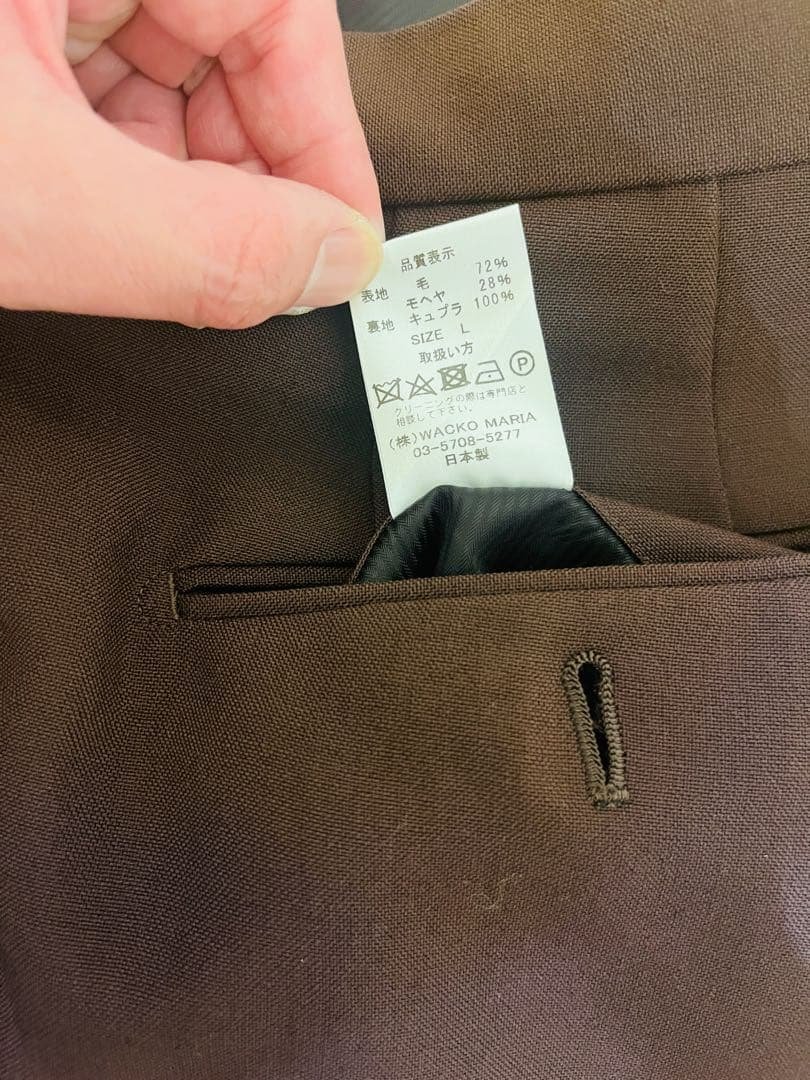 品質表示
表地 毛 72%
モヘヤ 28%
裏地 キュプラ 100%
SIZE L
取扱い方
P
クリーニングの際は専門店と
相談して下さい。
(株)WACKO MARIA
03-5708-5277
日本製